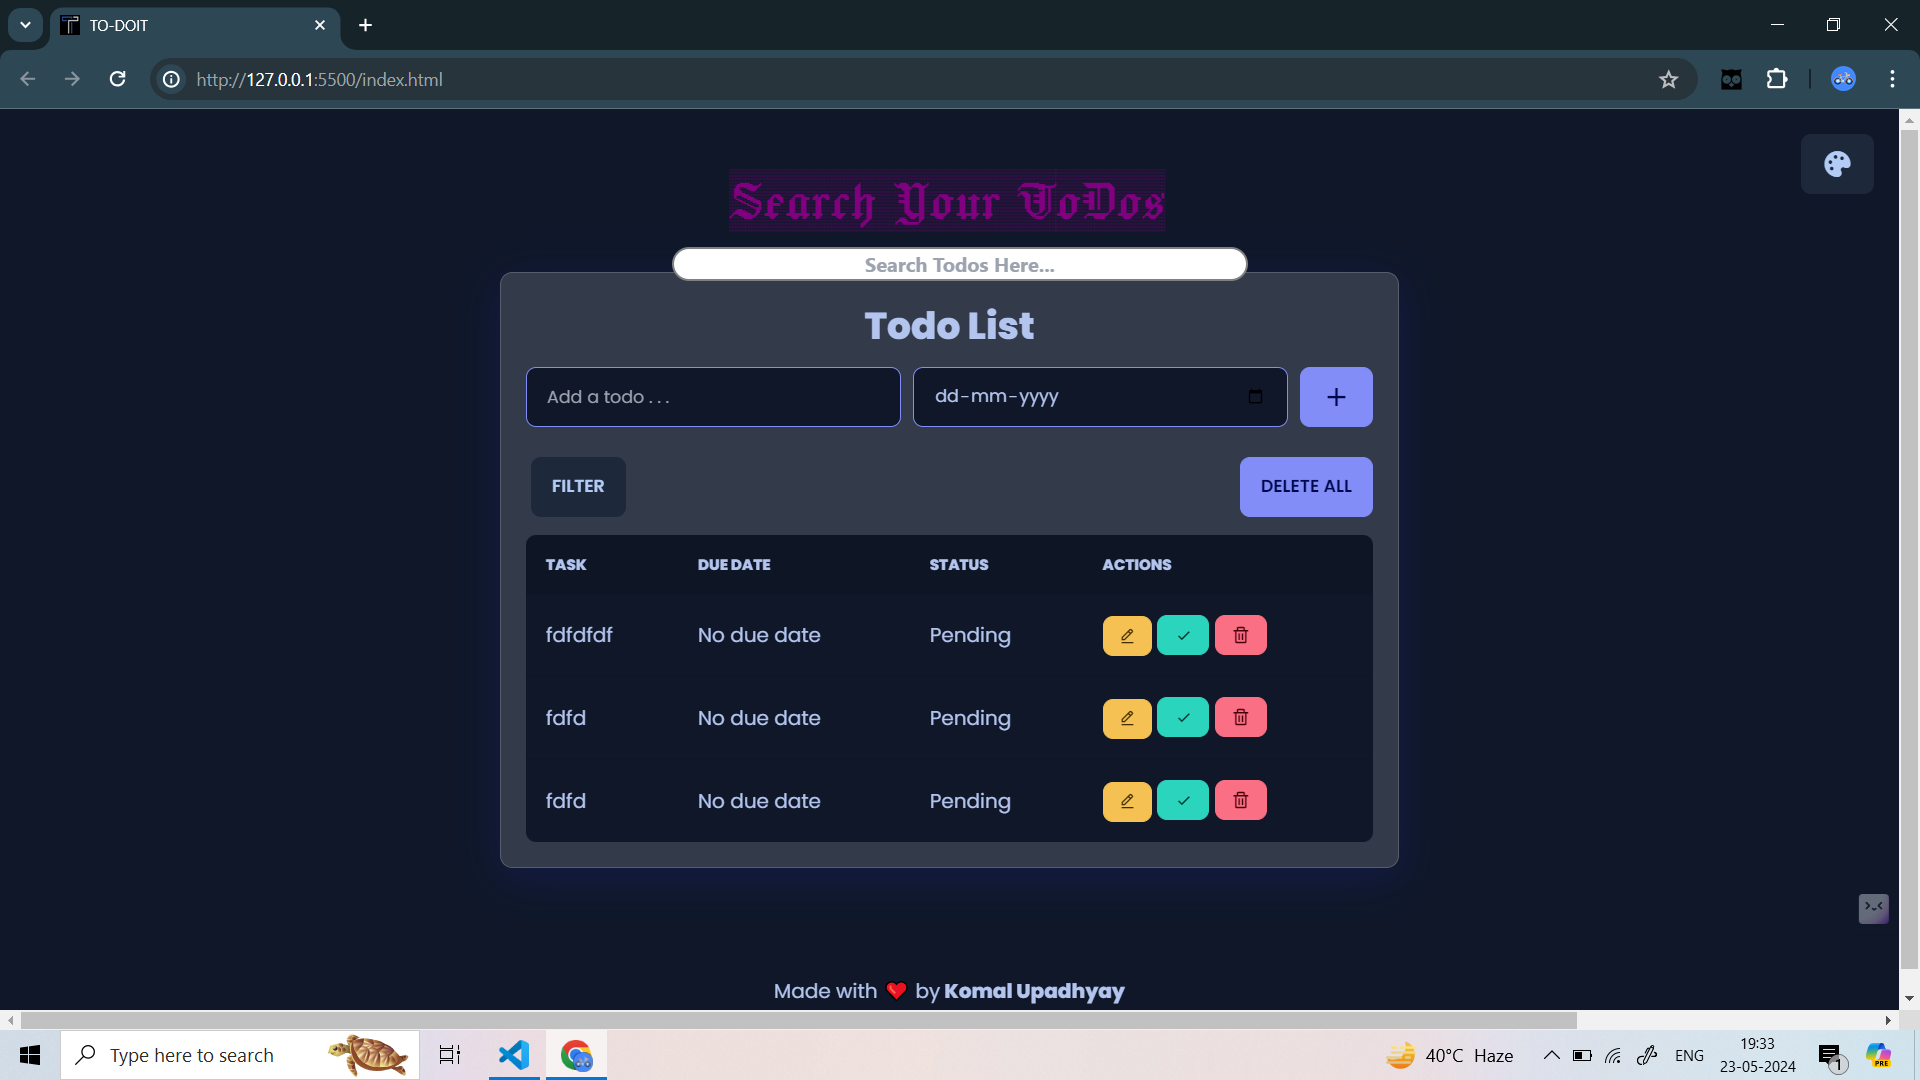 TO-DOIT
http://127.0.0.1:5500/index.html
Search Your ToDos
Search Todos Here...
Todo List
Add a todo . . .
dd-mm-yyyy
+
FILTER
DELETE ALL
TASK DUE DATE STATUS ACTIONS
fdfdfdf No due date Pending
fdfd No due date Pending
fdfd No due date Pending
Made with ❤️ by Komal Upadhyay
Type here to search
40°C Haze
ENG
19:33
23-05-2024
1
PRE